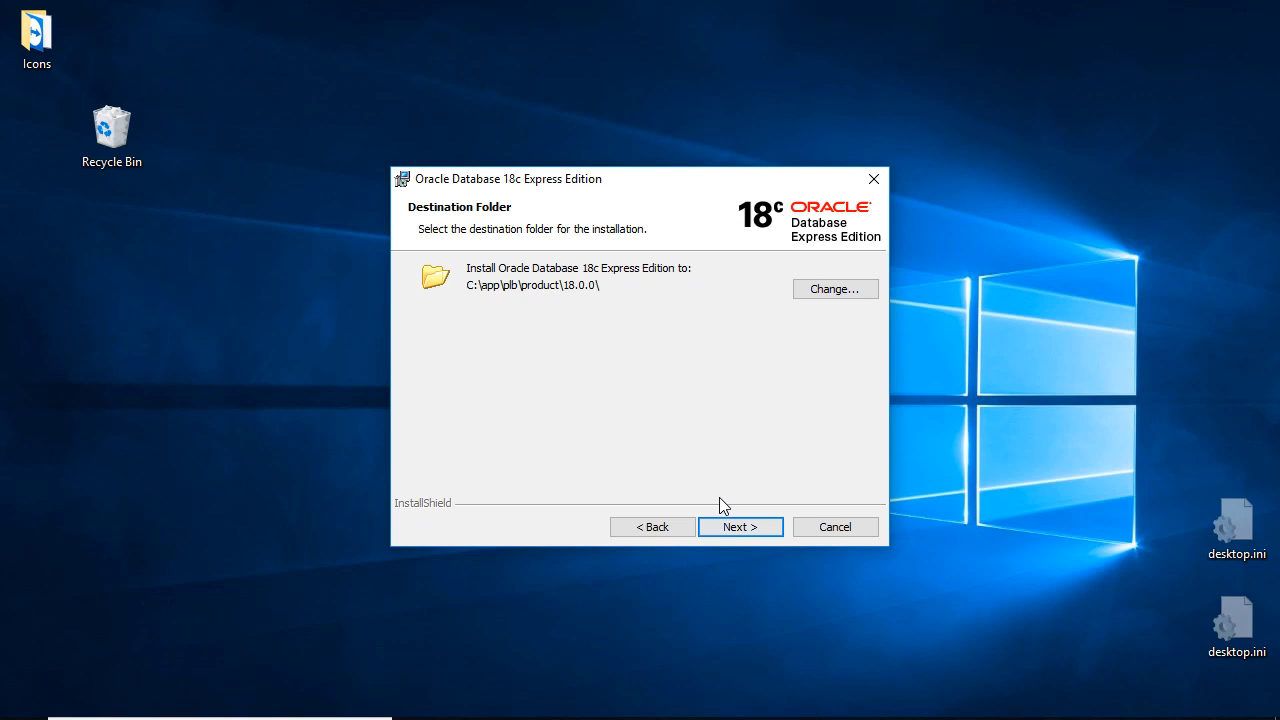 Icons
Recycle Bin
Oracle Database 18c Express Edition
Destination Folder
Select the destination folder for the installation.
18c ORACLE
Database
Express Edition
Install Oracle Database 18c Express Edition to:
C:\app\plb\product\18.0.0\
Change...
InstallShield
< Back
Next >
Cancel
desktop.ini
desktop.ini